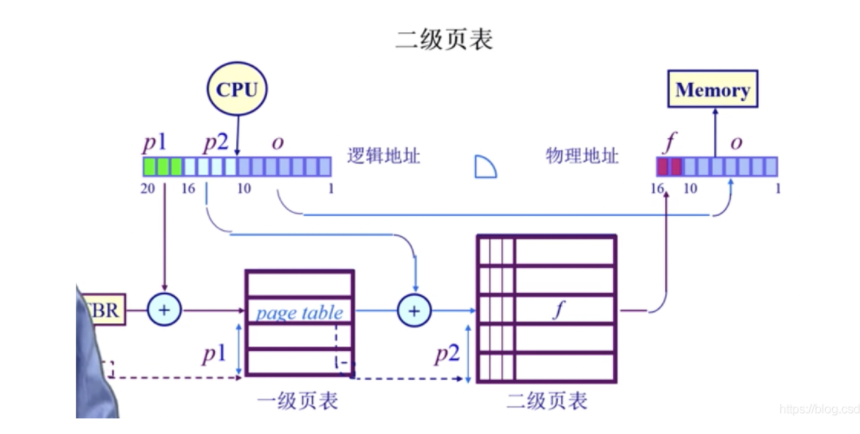 二级页表
CPU
Memory
p1 p2 o
逻辑地址
物理地址
f o
20 16 10 1
16 10 1
TBR
+
page table
+
f
p1
p2
一级页表
二级页表
https://blog.csd